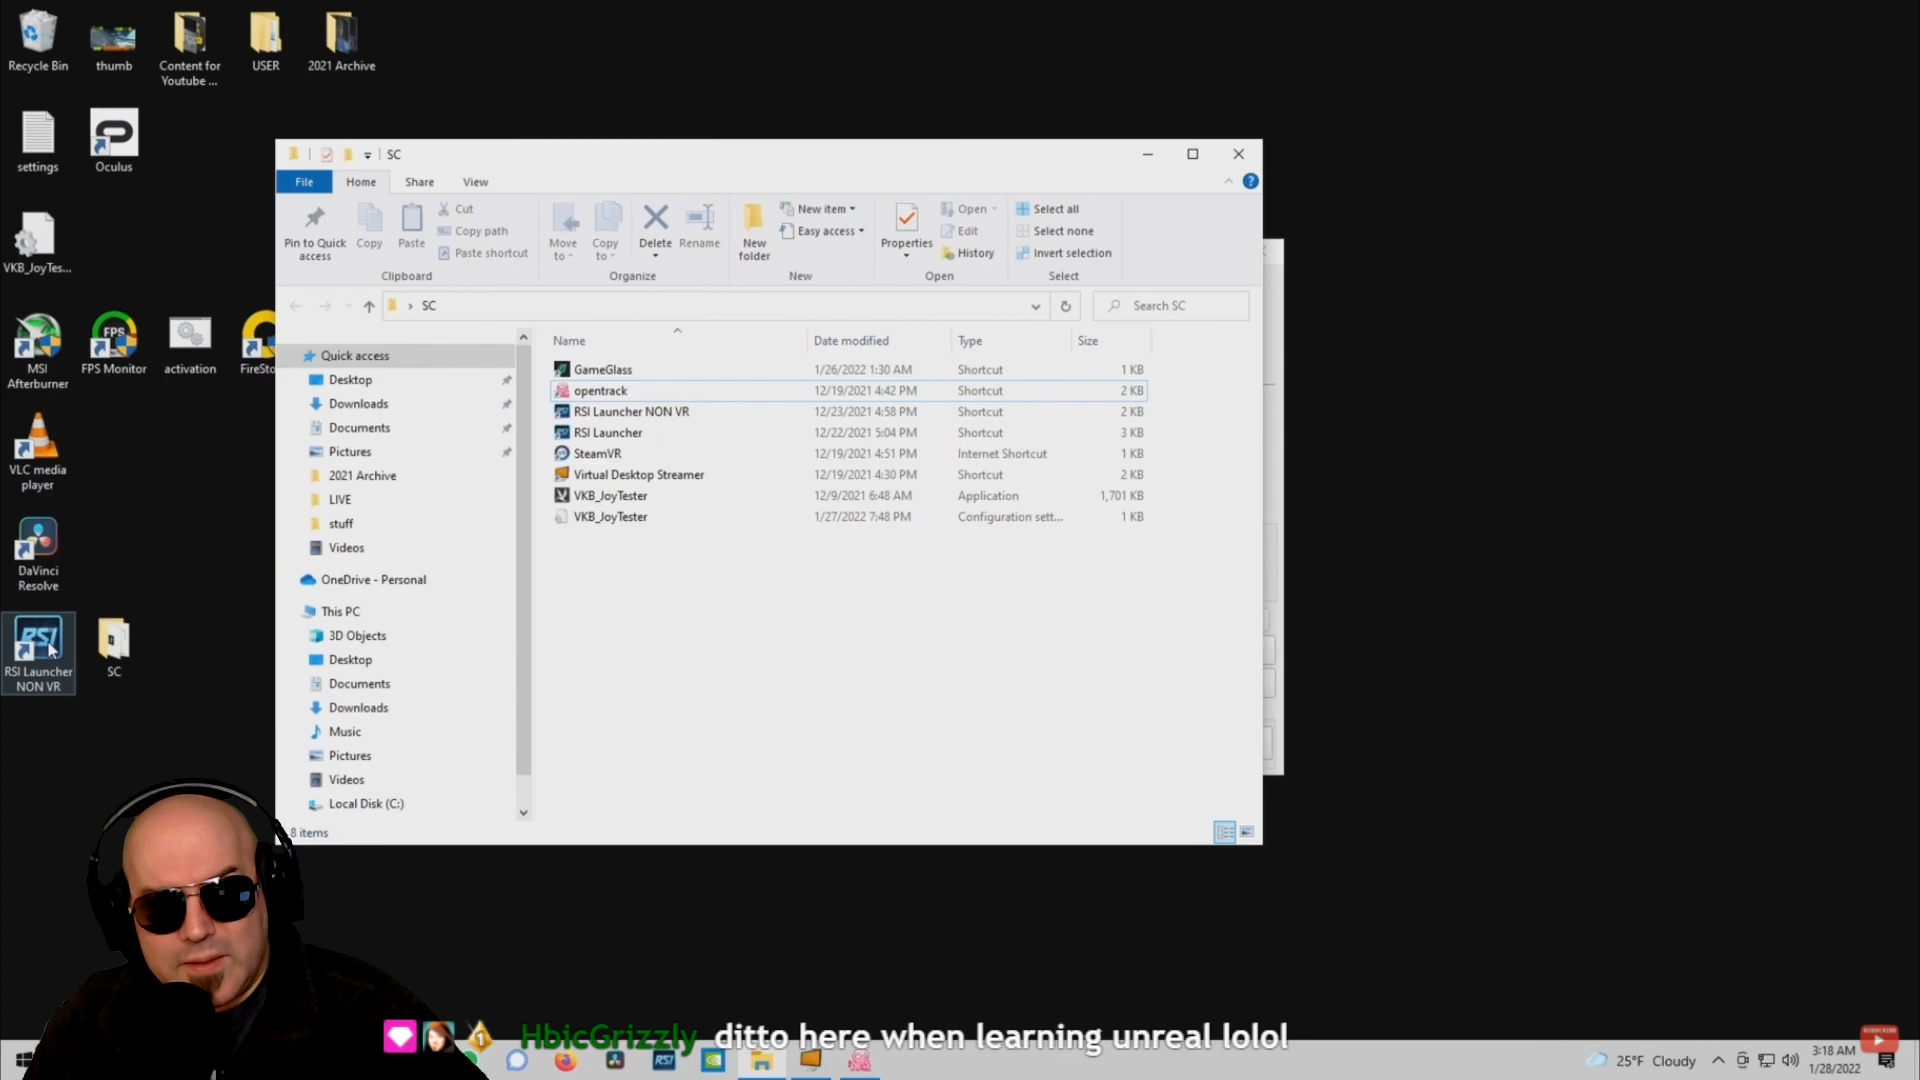 Recycle Bin
thumb
Content for
Youtube ...
USER
2021 Archive
settings
Oculus
VKB_JoyTes...
MSI
Afterburner
FPS
FPS Monitor
activation
FireSto
VLC media
player
DaVinci
Resolve
RSI
RSI Launcher
NON VR
SC
SC
File
Home
Share
View
Pin to Quick
access
Copy
Paste
Cut
Copy path
Paste shortcut
Clipboard
Move
to
Copy
to
Delete
Rename
Organize
New
folder
New item
Easy access
New
Properties
Open
Edit
History
Open
Select all
Select none
Invert selection
Select
SC
Search SC
Quick access
Desktop
Downloads
Documents
Pictures
2021 Archive
LIVE
stuff
Videos
OneDrive - Personal
This PC
3D Objects
Desktop
Documents
Downloads
Music
Pictures
Videos
Local Disk (C:)
Name Date modified Type Size
GameGlass 1/26/2022 1:30 AM Shortcut 1 KB
opentrack 12/19/2021 4:42 PM Shortcut 2 KB
RSI Launcher NON VR 12/23/2021 4:58 PM Shortcut 2 KB
RSI Launcher 12/22/2021 5:04 PM Shortcut 3 KB
SteamVR 12/19/2021 4:51 PM Internet Shortcut 1 KB
Virtual Desktop Streamer 12/19/2021 4:30 PM Shortcut 2 KB
VKB_JoyTester 12/9/2021 6:48 AM Application 1,701 KB
VKB_JoyTester 1/27/2022 7:48 PM Configuration sett... 1 KB
8 items
1 HbicGrizzly ditto here when learning unreal lolol
RSI
25°F Cloudy
3:18 AM
1/28/2022
SUBSCRIBE